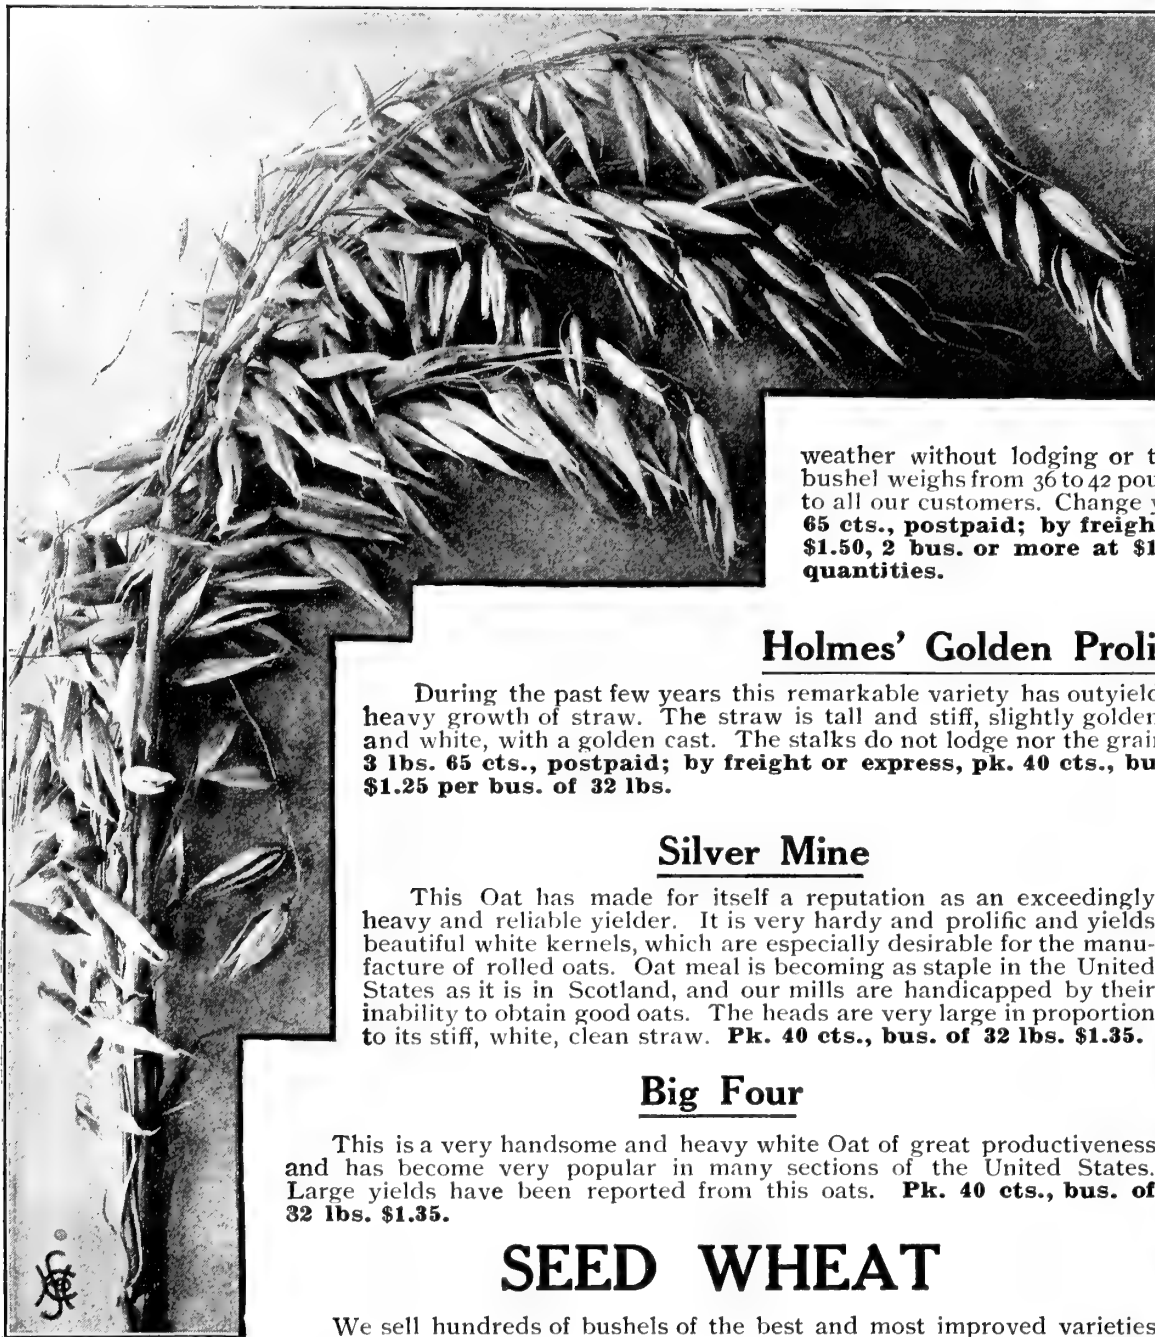 weather without lodging or
bushel weighs from 36 to 42
to all our customers. Change
65 cts., postpaid; by
$1.50, 2 bus. or more at
quantities.
Holmes' Golden
During the past few years this remarkable variety has
heavy growth of straw. The straw is tall and stiff, slightly
and white, with a golden cast. The stalks do not lodge nor the
3 lbs. 65 cts., postpaid; by freight or express, pk. 40 cts.,
$1.25 per bus. of 32 lbs.
Silver Mine
This Oat has made for itself a reputation as an exceedingly
heavy and reliable yielder. It is very hardy and prolific and yields
beautiful white kernels, which are especially desirable for the manu-
facture of rolled oats. Oat meal is becoming as staple in the United
States as it is in Scotland, and our mills are handicapped by their
inability to obtain good oats. The heads are very large in proportion
to its stiff, white, clean straw. Pk. 40 cts., bus. of 32 lbs. $1.35.
Big Four
This is a very handsome and heavy white Oat of great productiveness
and has become very popular in many sections of the United States.
Large yields have been reported from this oats. Pk. 40 cts., bus. of
32 lbs. $1.35.
SEED WHEAT
We sell hundreds of bushels of the best and most improved varieties